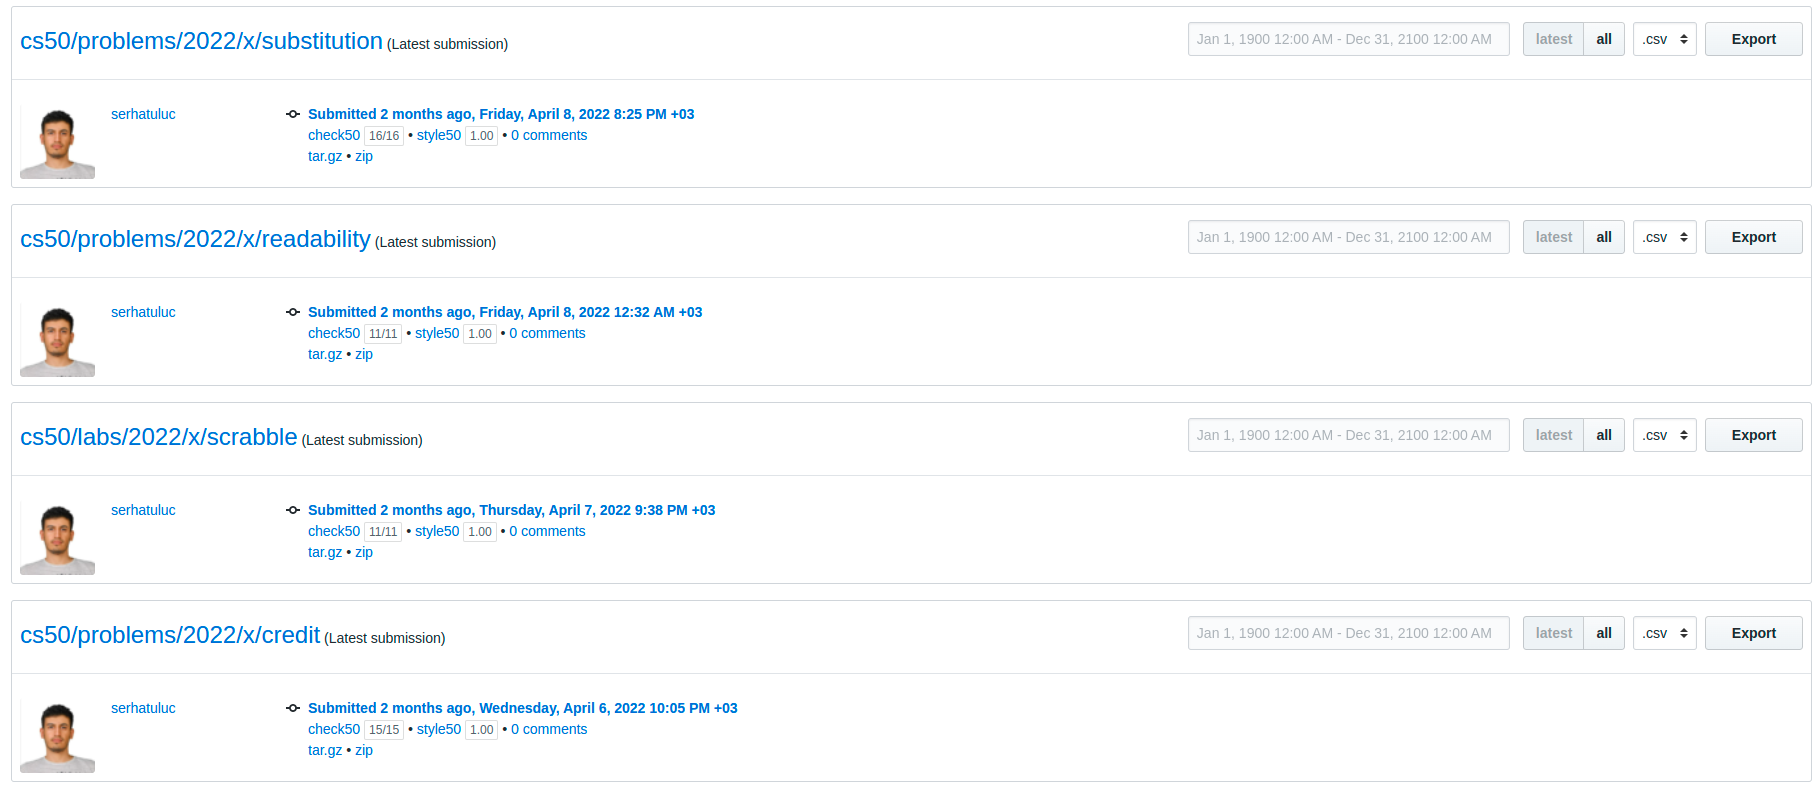 cs50/problems/2022/x/substitution (Latest submission) Jan 1, 1900 12:00 AM - Dec 31, 2100 12:00 AM latest all .csv Export
serhatuluc Submitted 2 months ago, Friday, April 8, 2022 8:25 PM +03
check50 16/16 • style50 1.00 • 0 comments
tar.gz • zip
cs50/problems/2022/x/readability (Latest submission) Jan 1, 1900 12:00 AM - Dec 31, 2100 12:00 AM latest all .csv Export
serhatuluc Submitted 2 months ago, Friday, April 8, 2022 12:32 AM +03
check50 11/11 • style50 1.00 • 0 comments
tar.gz • zip
cs50/labs/2022/x/scrabble (Latest submission) Jan 1, 1900 12:00 AM - Dec 31, 2100 12:00 AM latest all .csv Export
serhatuluc Submitted 2 months ago, Thursday, April 7, 2022 9:38 PM +03
check50 11/11 • style50 1.00 • 0 comments
tar.gz • zip
cs50/problems/2022/x/credit (Latest submission) Jan 1, 1900 12:00 AM - Dec 31, 2100 12:00 AM latest all .csv Export
serhatuluc Submitted 2 months ago, Wednesday, April 6, 2022 10:05 PM +03
check50 15/15 • style50 1.00 • 0 comments
tar.gz • zip